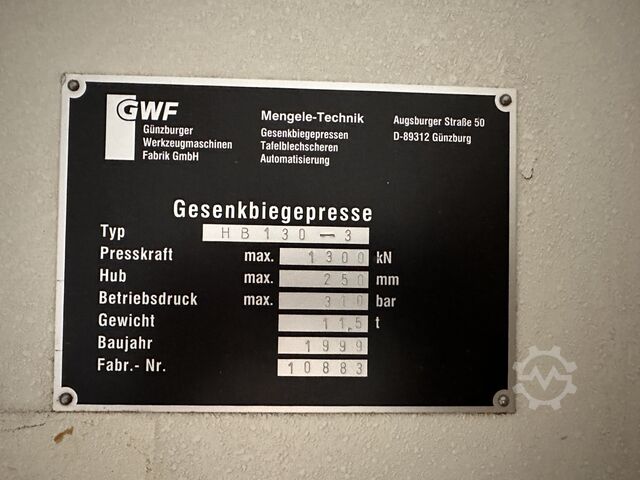 GWF
Günzburger
Werkzeugmaschinen
Fabrik GmbH
Mengele-Technik
Gesenkbiegepressen
Tafelblechscheren
Automatisierung
Augsburger Straße 50
D-89312 Günzburg
Gesenkbiegepresse
Typ HB130-3
Presskraft max. 1300 kN
Hub max. 250 mm
Betriebsdruck max. 310 bar
Gewicht 11,5 t
Baujahr 1999
Fabr.- Nr. 10883